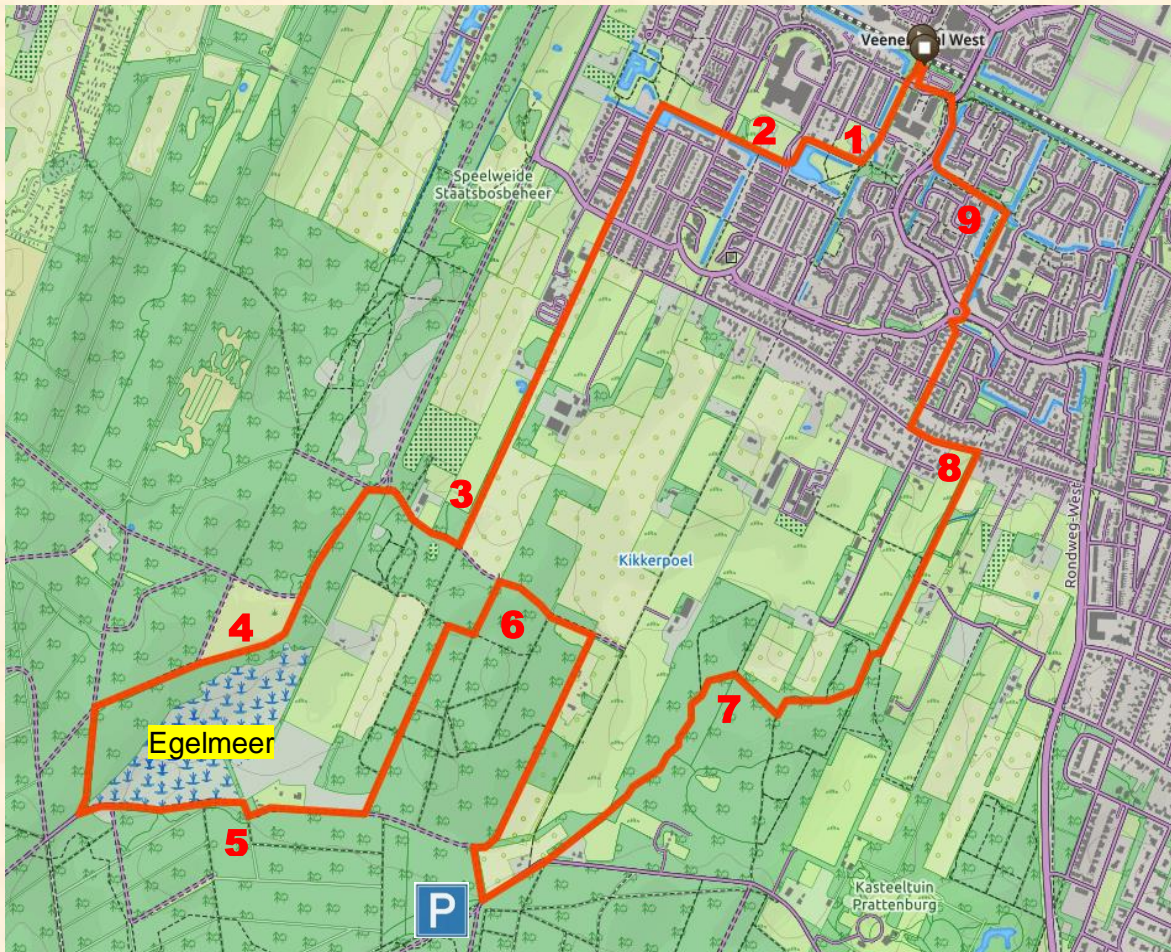 Veenendaal West
1
2
Speelweide
Staatsbosbeheer
9
8
3
Kikkerpoel
Rondweg-West
4
6
7
Egelmeer
5
P
Kasteeltuin
Prattenburg